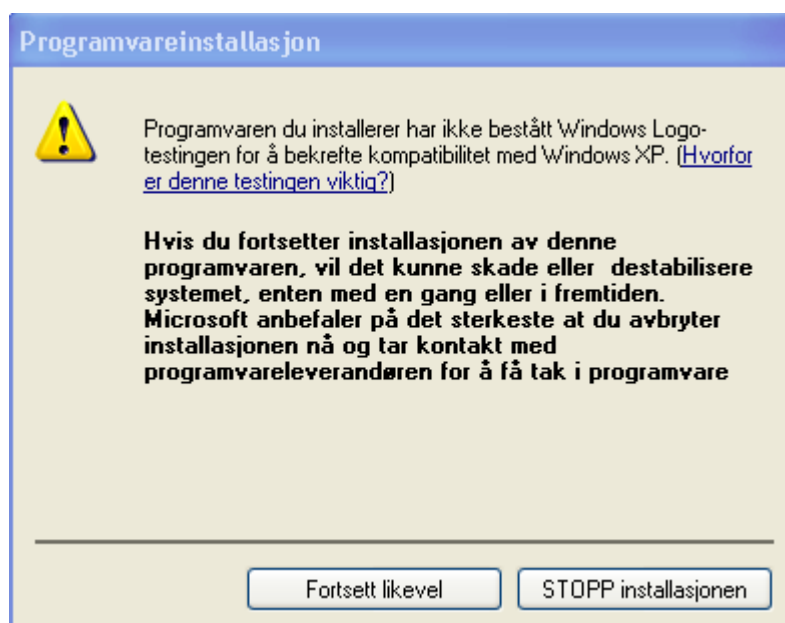 Programvareinstallasjon
Programvaren du installerer har ikke bestått Windows Logo-
testingen for å bekrefte kompatibilitet med Windows XP. (Hvorfor
er denne testingen viktig?)
Hvis du fortsetter installasjonen av denne
programvaren, vil det kunne skade eller destabilisere
systemet, enten med en gang eller i fremtiden.
Microsoft anbefaler på det sterkeste at du avbryter
installasjonen nå og tar kontakt med
programvareleverandøren for å få tak i programvare
Fortsett likevel
STOPP installasjonen